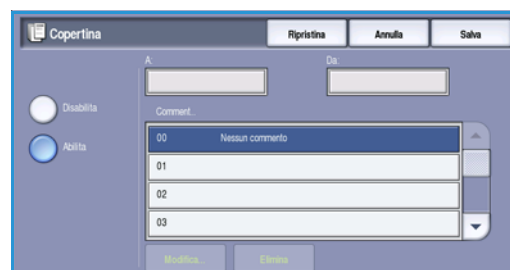 Copertina Ripristina Annulla Salva
A: Da:
Disabilita
Comment...
Abilita
00 Nessun commento
01
02
03
Modifica... Elimina